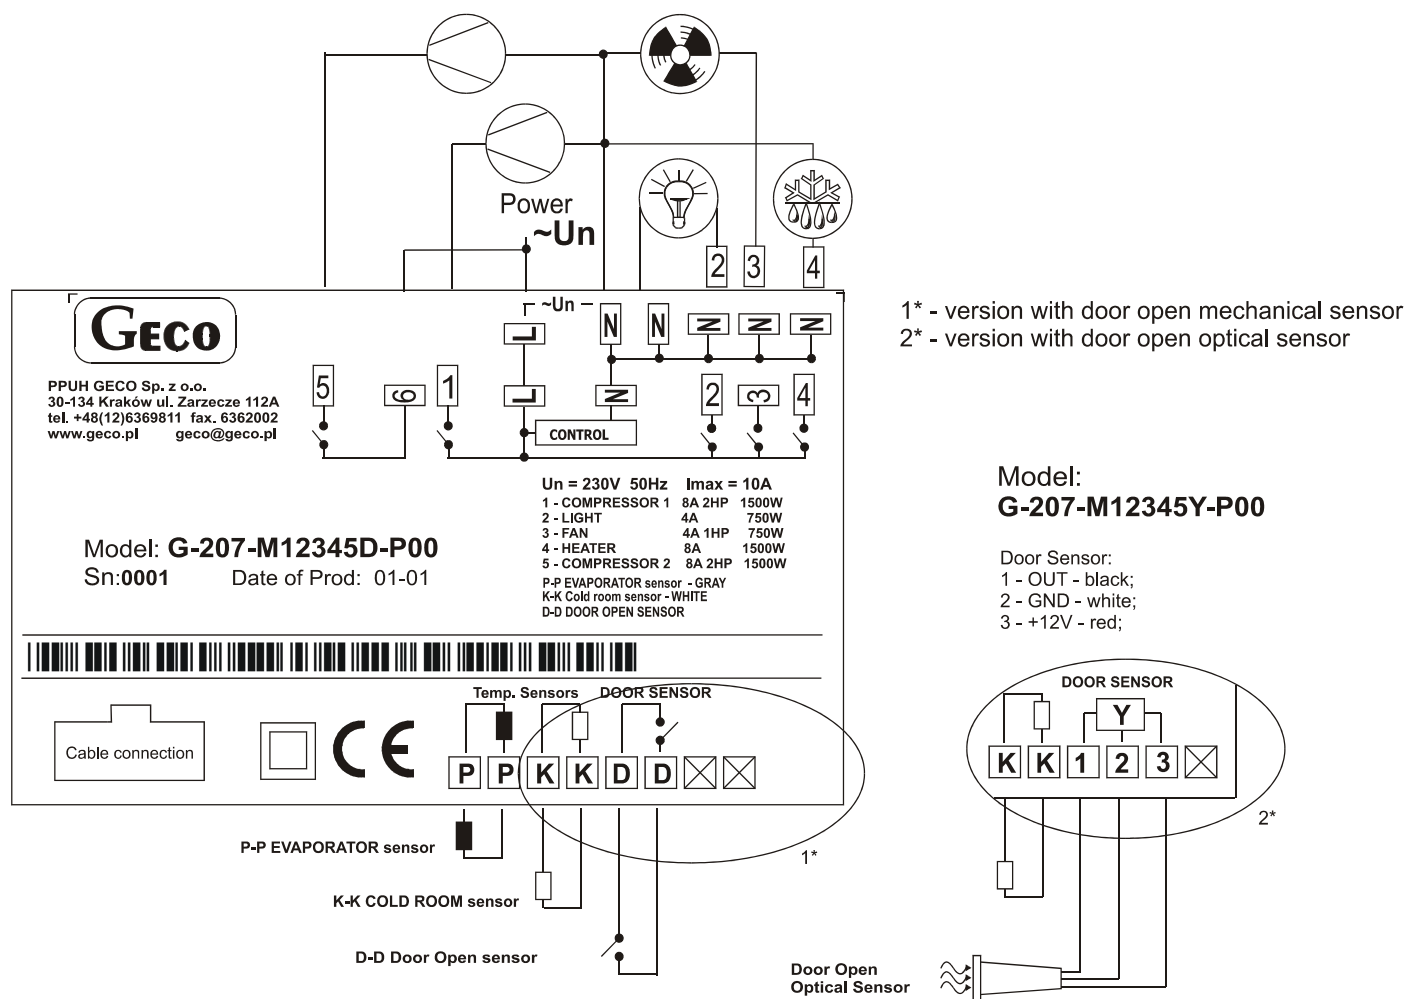 Power
~Un
2
3
4
1* - version with door open mechanical sensor
2* - version with door open optical sensor
GECO
~Un
L
N
N
N
N
N
PPUH GECO Sp. z o.o.
30-134 Kraków ul. Zarzecze 112A
tel. +48(12)6369811 fax. 6362002
www.geco.pl geco@geco.pl
5
6
1
L
N
2
3
4
CONTROL
Un = 230V 50Hz Imax = 10A
1 - COMPRESSOR 1 8A 2HP 1500W
2 - LIGHT 4A 750W
3 - FAN 4A 1HP 750W
4 - HEATER 8A 1500W
5 - COMPRESSOR 2 8A 2HP 1500W
P-P EVAPORATOR sensor - GRAY
K-K Cold room sensor - WHITE
D-D DOOR OPEN SENSOR
Model: G-207-M12345D-P00
Sn:0001 Date of Prod: 01-01
Model:
G-207-M12345Y-P00
Door Sensor:
1 - OUT - black;
2 - GND - white;
3 - +12V - red;
Temp. Sensors DOOR SENSOR
Cable connection
CE
P P K K D D
1*
DOOR SENSOR
Y
K K 1 2 3
2*
P-P EVAPORATOR sensor
K-K COLD ROOM sensor
D-D Door Open sensor
Door Open
Optical Sensor